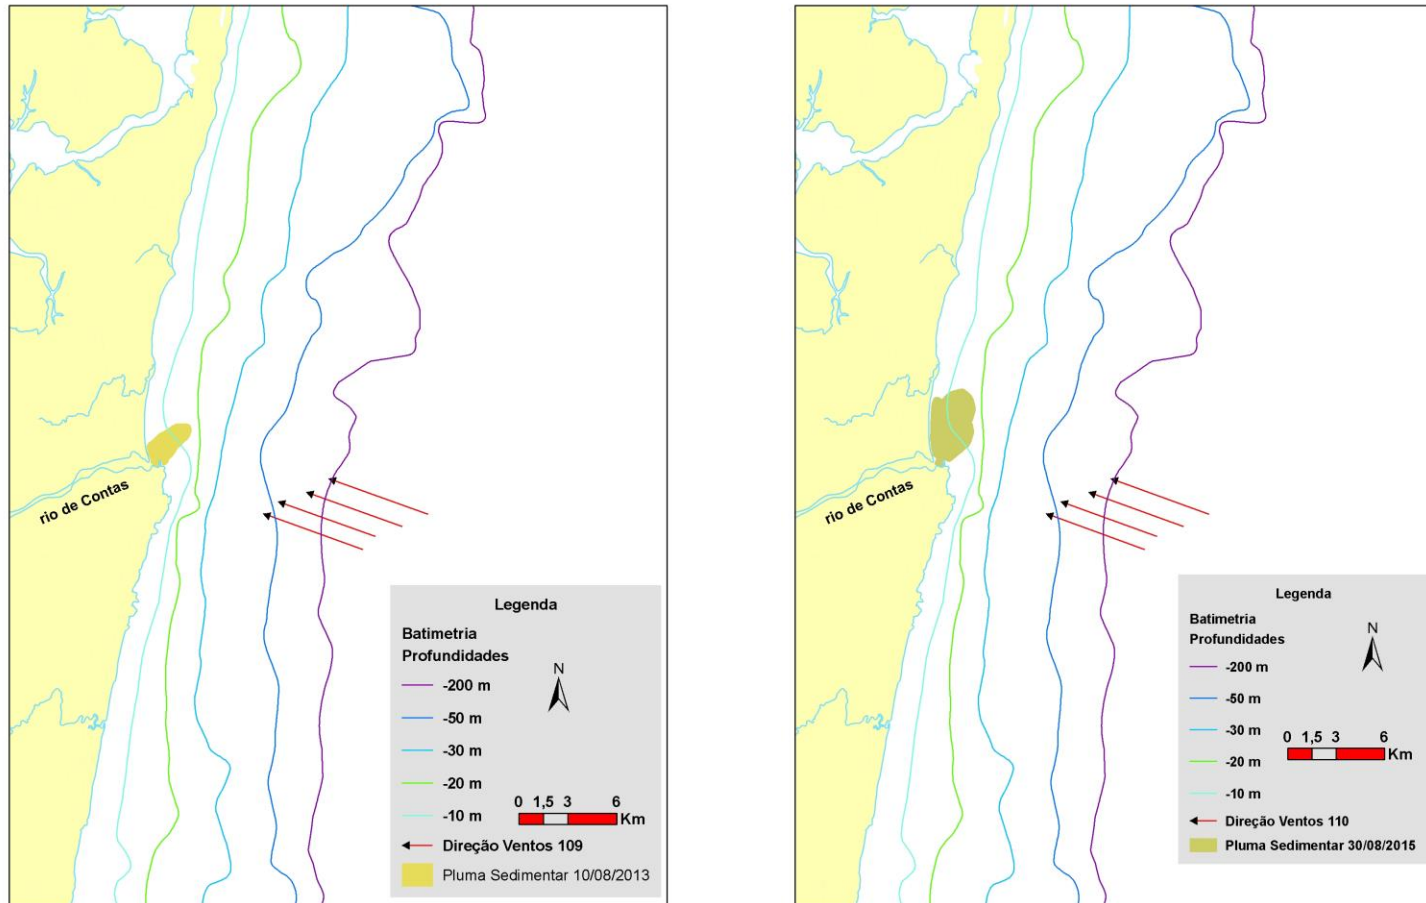 rio de Contas
Legenda
Batimetria
Profundidades
N
-200 m
-50 m
-30 m
-20 m
-10 m
0 1,5 3 6
Km
Direção Ventos 109
Pluma Sedimentar 10/08/2013
rio de Contas
Legenda
Batimetria
Profundidades
N
-200 m
-50 m
-30 m
-20 m
-10 m
0 1,5 3 6
Km
Direção Ventos 110
Pluma Sedimentar 30/08/2015